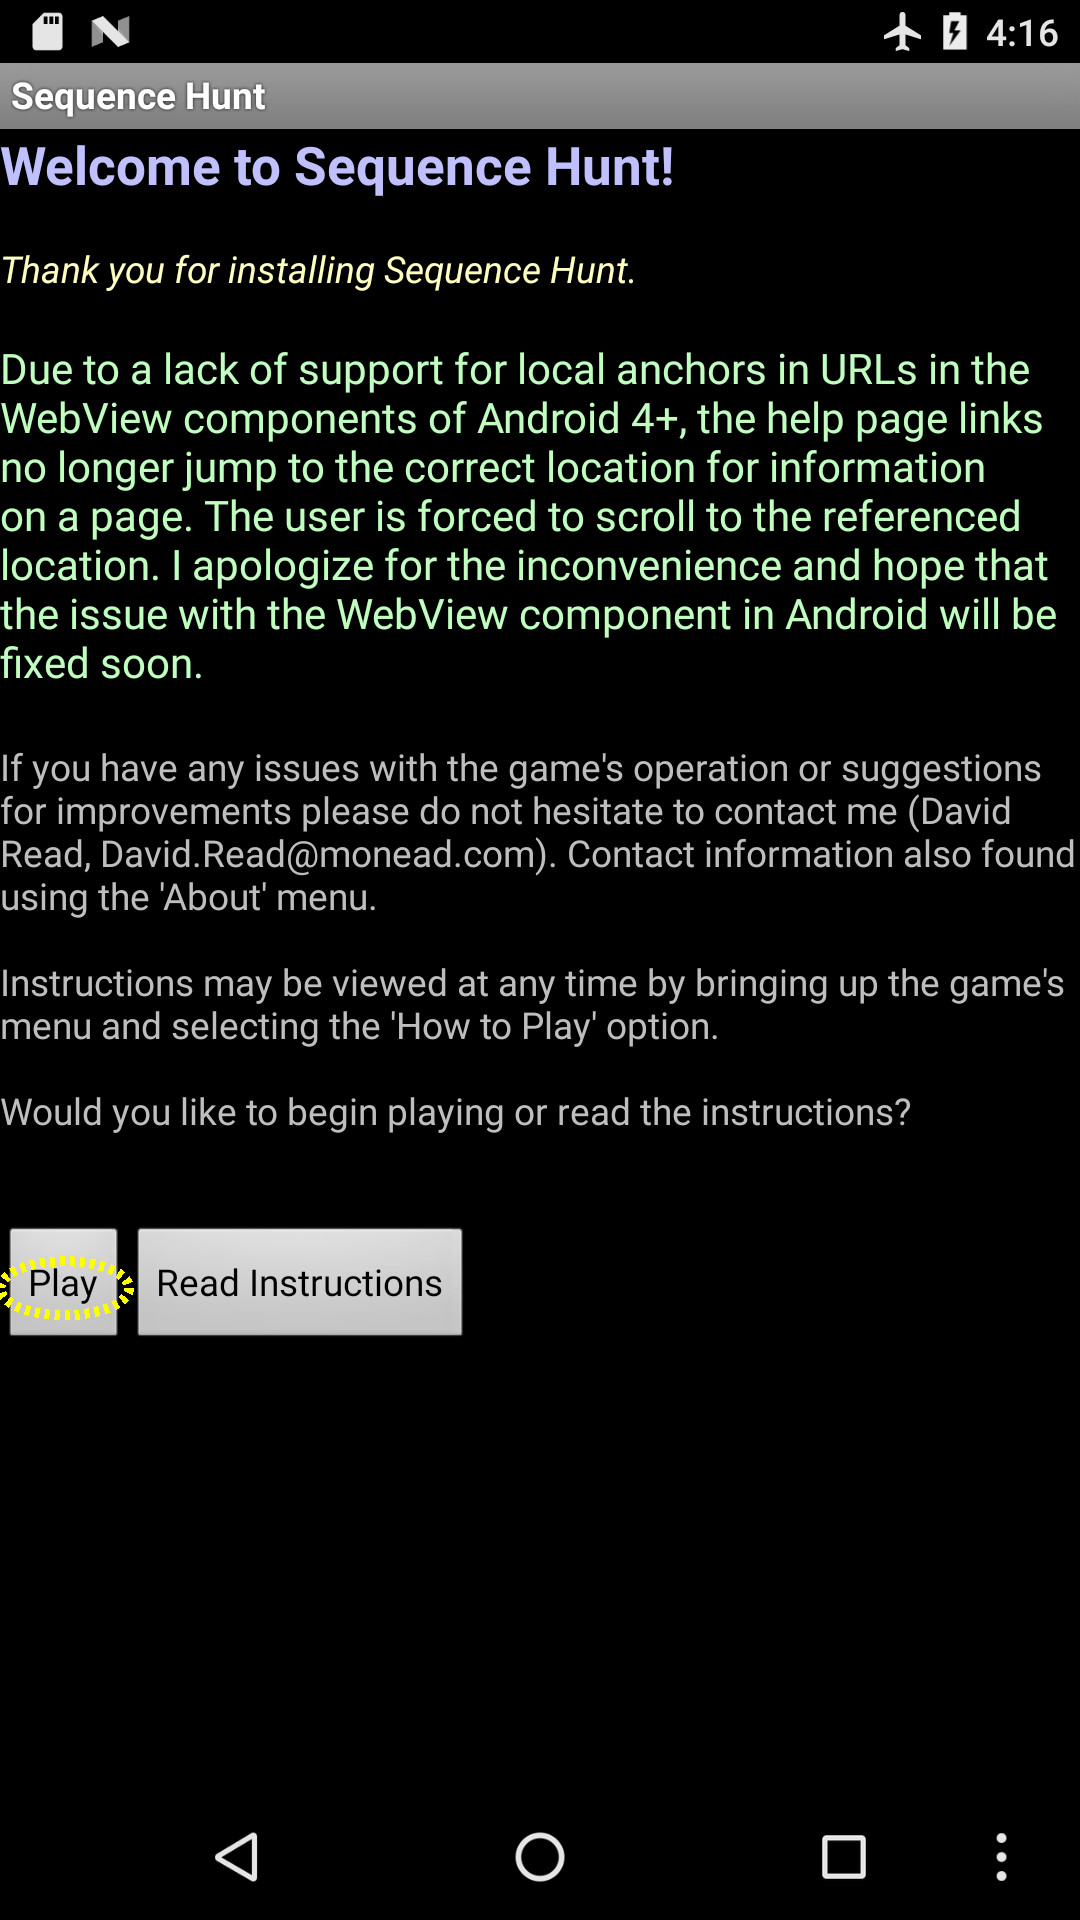 4:16
Sequence Hunt
Welcome to Sequence Hunt!
Thank you for installing Sequence Hunt.
Due to a lack of support for local anchors in URLs in the
WebView components of Android 4+, the help page links
no longer jump to the correct location for information
on a page. The user is forced to scroll to the referenced
location. I apologize for the inconvenience and hope that
the issue with the WebView component in Android will be
fixed soon.
If you have any issues with the game's operation or suggestions
for improvements please do not hesitate to contact me (David
Read, David.Read@monead.com). Contact information also found
using the 'About' menu.
Instructions may be viewed at any time by bringing up the game's
menu and selecting the 'How to Play' option.
Would you like to begin playing or read the instructions?
Play
Read Instructions